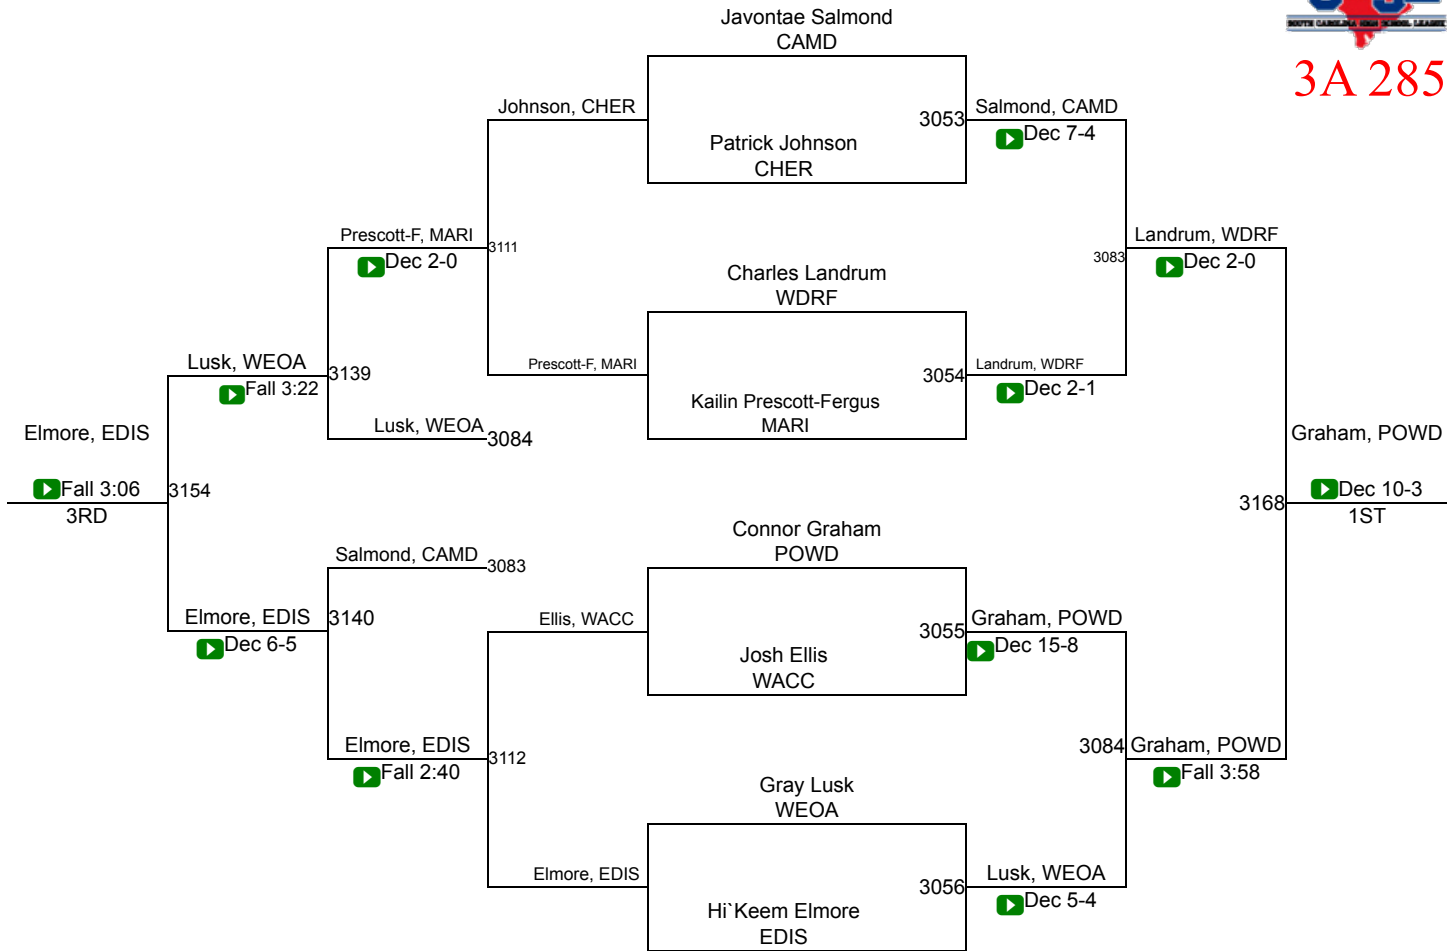 Javontae Salmond
CAMD
SOUTH CAROLINA HIGH SCHOOL LEAGUE
3A 285
Johnson, CHER
3053
Salmond, CAMD
Dec 7-4
Patrick Johnson
CHER
Prescott-F, MARI
3111
Dec 2-0
Landrum, WDRF
3083
Dec 2-0
Charles Landrum
WDRF
Lusk, WEOA
3139
Fall 3:22
Prescott-F, MARI
3054
Landrum, WDRF
Dec 2-1
Kailin Prescott-Fergus
MARI
Lusk, WEOA
3084
Elmore, EDIS
Graham, POWD
Fall 3:06
3154
3RD
3168
Dec 10-3
1ST
Connor Graham
POWD
Salmond, CAMD
3083
Elmore, EDIS
3140
Dec 6-5
Ellis, WACC
3055
Graham, POWD
Dec 15-8
Josh Ellis
WACC
Elmore, EDIS
3112
Fall 2:40
3084
Graham, POWD
Fall 3:58
Gray Lusk
WEOA
Elmore, EDIS
3056
Lusk, WEOA
Dec 5-4
Hi`Keem Elmore
EDIS